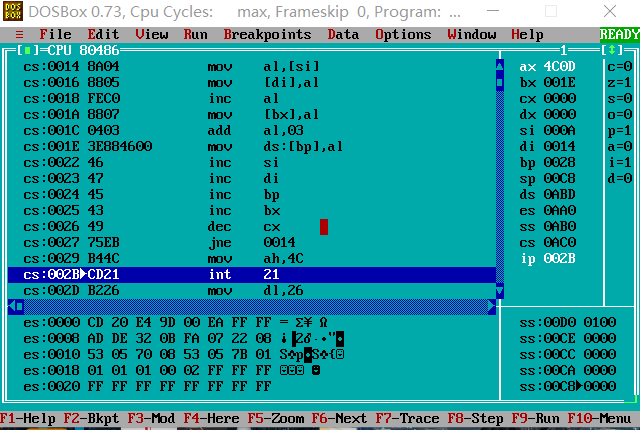 DOSBox 0.73, Cpu Cycles: max, Frameskip 0, Program: ...
≡ File Edit View Run Breakpoints Data Options Window Help READY
[■]=CPU 80486 1=[↕]
cs:0014 8A04 mov al,[si] ax 4C0D c=0
cs:0016 8805 mov [di],al bx 001E z=1
cs:0018 FEC0 inc al cx 0000 s=0
cs:001A 8807 mov [bx],al dx 0000 o=0
cs:001C 0403 add al,03 si 000A p=1
cs:001E 3E884600 mov ds:[bp],al di 0014 a=0
cs:0022 46 inc si bp 0028 i=1
cs:0023 47 inc di sp 00C8 d=0
cs:0024 45 inc bp ds 0ABD
cs:0025 43 inc bx es 0AA0
cs:0026 49 dec cx ss 0AB0
cs:0027 75EB jne 0014 cs 0AC0
cs:0029 B44C mov ah,4C ip 002B
cs:002B►CD21 int 21
cs:002D B226 mov dl,26
es:0000 CD 20 E4 9D 00 EA FF FF = Σ¥ Ω ss:00D0 0100
es:0008 AD DE 32 0B FA 07 22 08 ss:00CE 0000
es:0010 53 05 70 08 53 05 7B 01 S♣p◘S♣{☺ ss:00CC 0000
es:0018 01 01 01 00 02 FF FF FF ☺☺☺ ☻ ss:00CA 0000
es:0020 FF FF FF FF FF FF FF FF ss:00C8►0000
F1-Help F2-Bkpt F3-Mod F4-Here F5-Zoom F6-Next F7-Trace F8-Step F9-Run F10-Menu